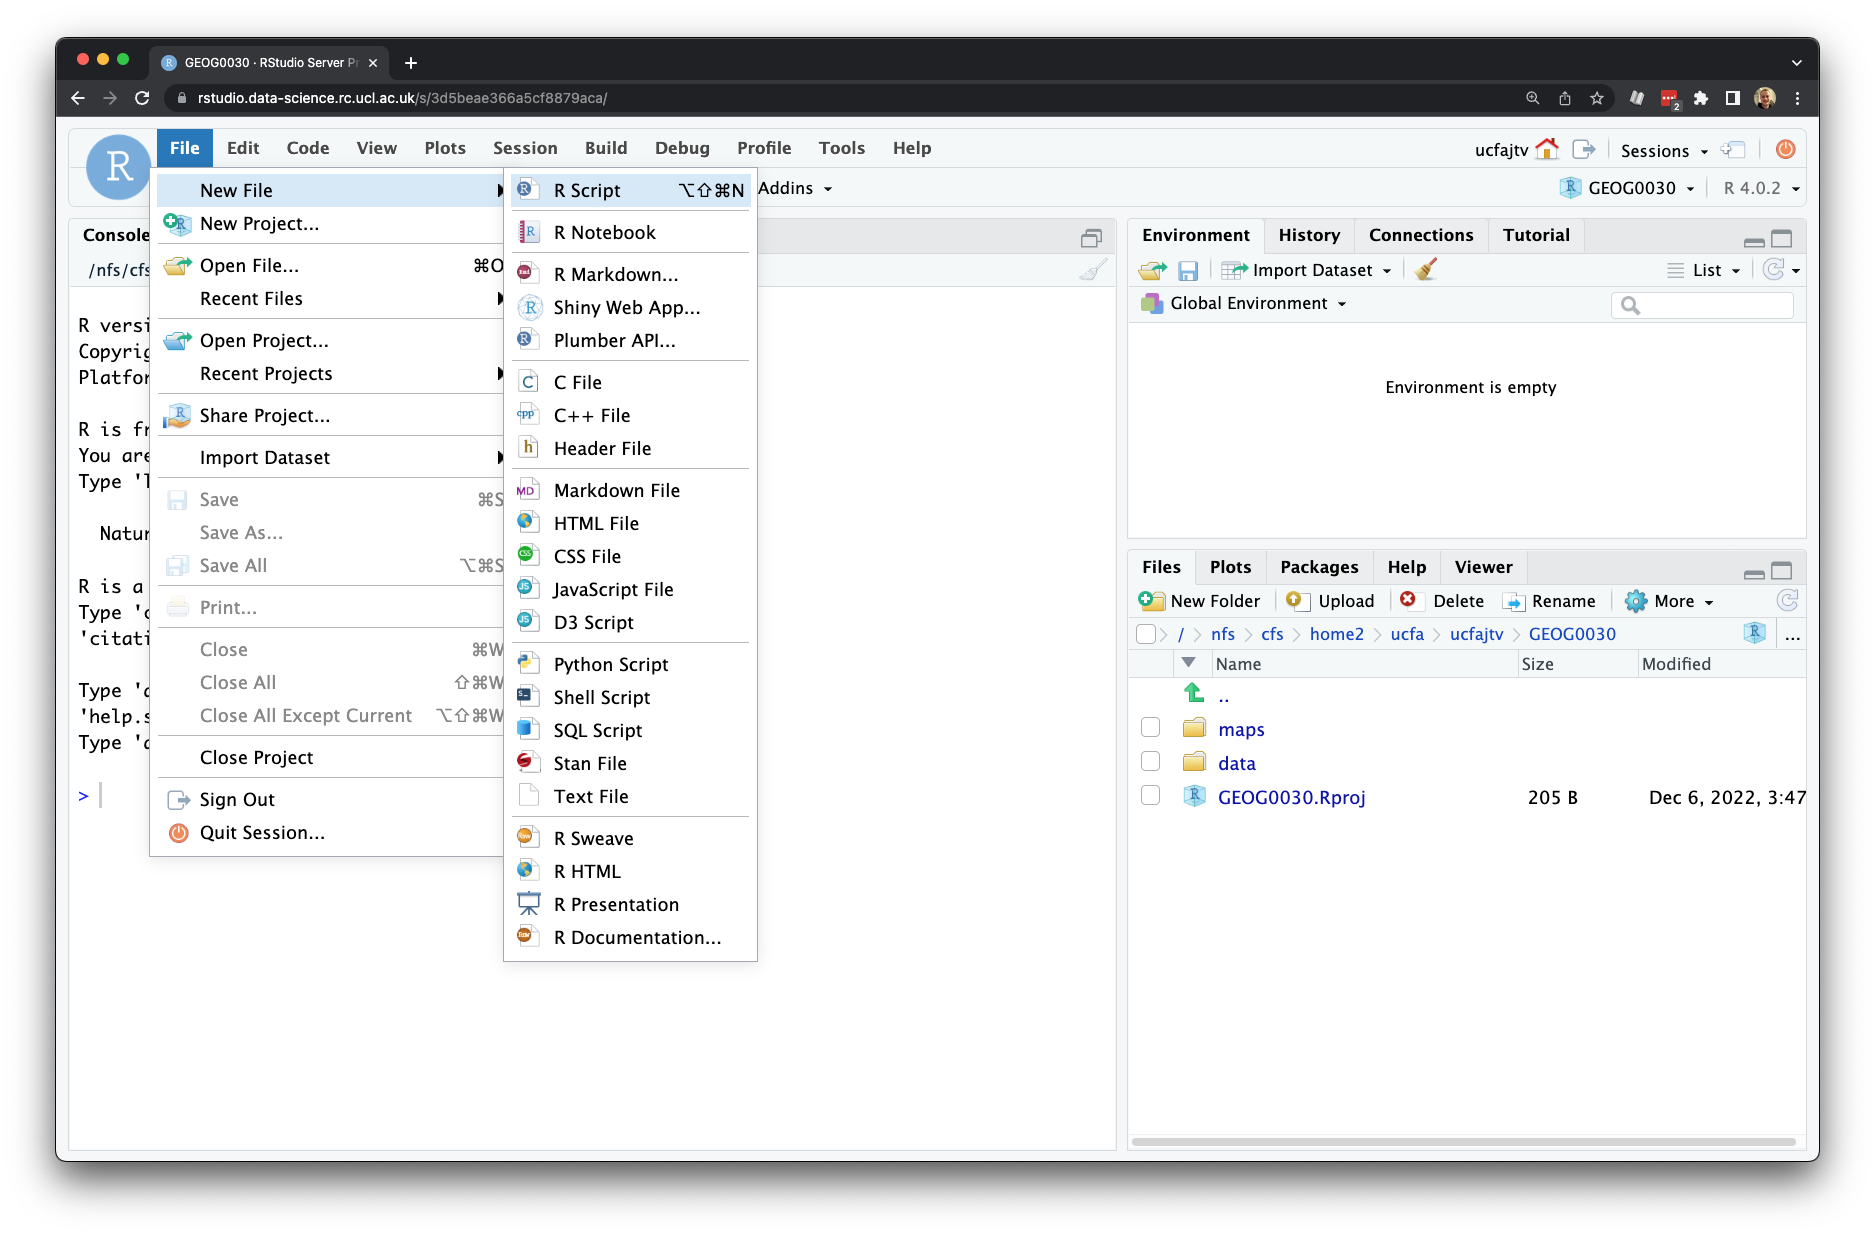 GEOG0030 · RStudio Server Pr
rstudio.data-science.rc.ucl.ac.uk/s/3d5beae366a5cf8879aca/
2
R
File Edit Code View Plots Session Build Debug Profile Tools Help
ucfajtv Sessions
Addins
GEOG0030 R 4.0.2
New File
New Project...
Open File... ⌘O
Recent Files
Open Project...
Recent Projects
Share Project...
Import Dataset
Save ⌘S
Save As...
Save All ⌥⌘S
Print...
Close ⌘W
Close All ⇧⌘W
Close All Except Current ⌥⇧⌘W
Close Project
Sign Out
Quit Session...
R Script ⌥⇧⌘N
R Notebook
R Markdown...
Shiny Web App...
Plumber API...
C File
C++ File
Header File
Markdown File
HTML File
CSS File
JavaScript File
D3 Script
Python Script
Shell Script
SQL Script
Stan File
Text File
R Sweave
R HTML
R Presentation
R Documentation...
Console
/nfs/cfs
R versi
Copyrig
Platfor
R is fr
You are
Type 'l
Natur
R is a
Type 'c
'citati
Type 'd
'help.s
Type 'q
>
Environment History Connections Tutorial
Import Dataset List
Global Environment
Environment is empty
Files Plots Packages Help Viewer
New Folder Upload Delete Rename More
/ nfs cfs home2 ucfa ucfajtv GEOG0030 ...
Name Size Modified
..
maps
data
GEOG0030.Rproj 205 B Dec 6, 2022, 3:47